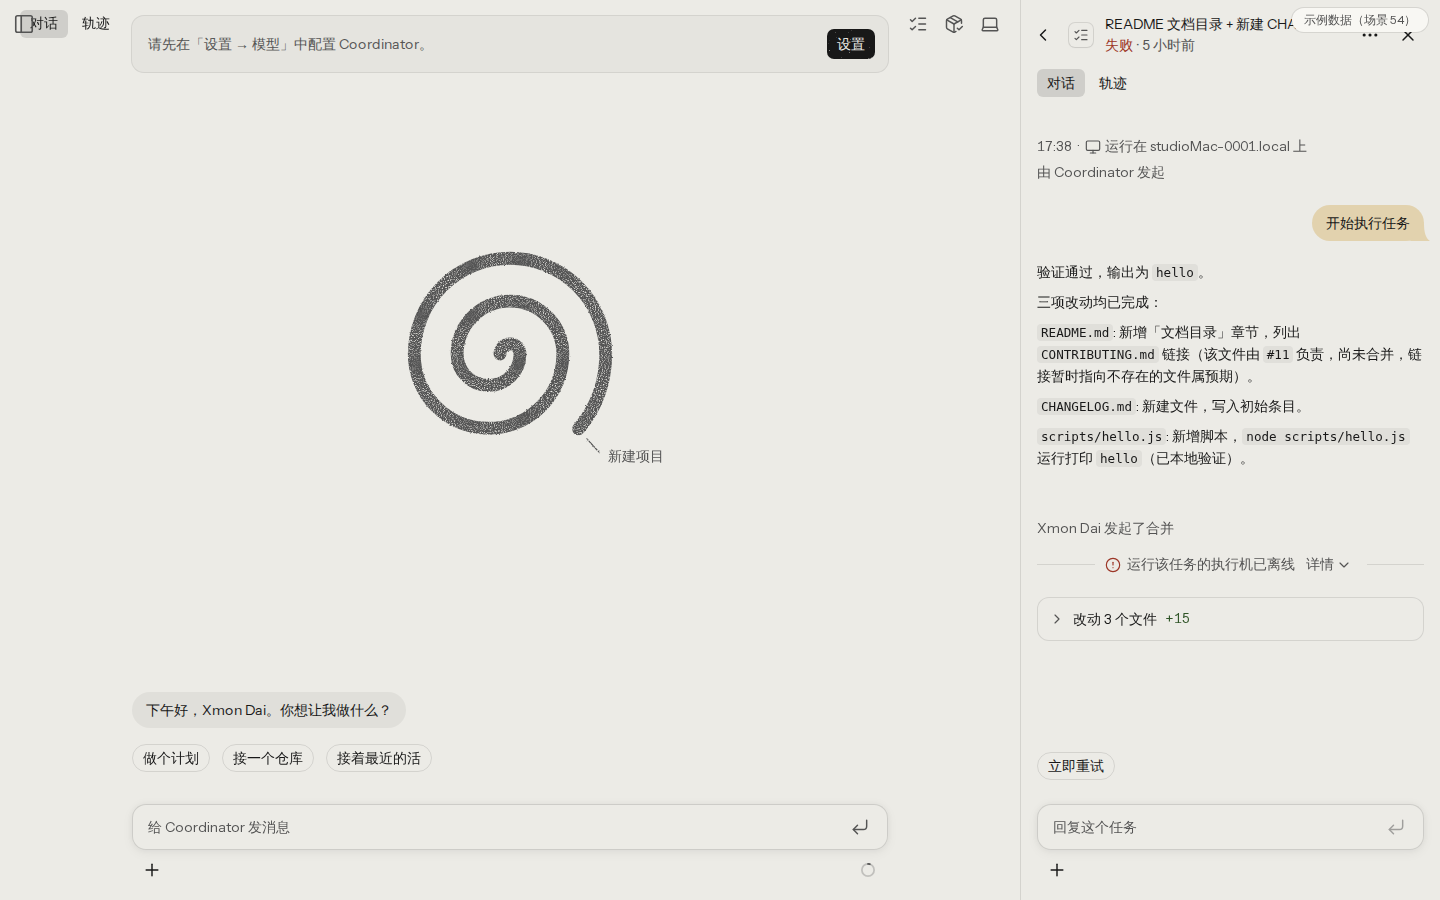 对话
轨迹
请先在「设置 → 模型」中配置 Coordinator。
设置
新建项目
下午好，Xmon Dai。你想让我做什么？
做个计划
接一个仓库
接着最近的活
给 Coordinator 发消息
README 文档目录 + 新建 CHA
示例数据（场景 54）
失败 · 5 小时前
对话
轨迹
17:38 · 运行在 studioMac-0001.local 上
由 Coordinator 发起
开始执行任务
验证通过，输出为 hello。
三项改动均已完成：
README.md: 新增「文档目录」章节，列出
CONTRIBUTING.md 链接（该文件由 #11 负责，尚未合并，链
接暂时指向不存在的文件属预期）。
CHANGELOG.md: 新建文件，写入初始条目。
scripts/hello.js: 新增脚本，node scripts/hello.js
运行打印 hello（已本地验证）。
Xmon Dai 发起了合并
运行该任务的执行机已离线 详情
改动 3 个文件 +15
立即重试
回复这个任务